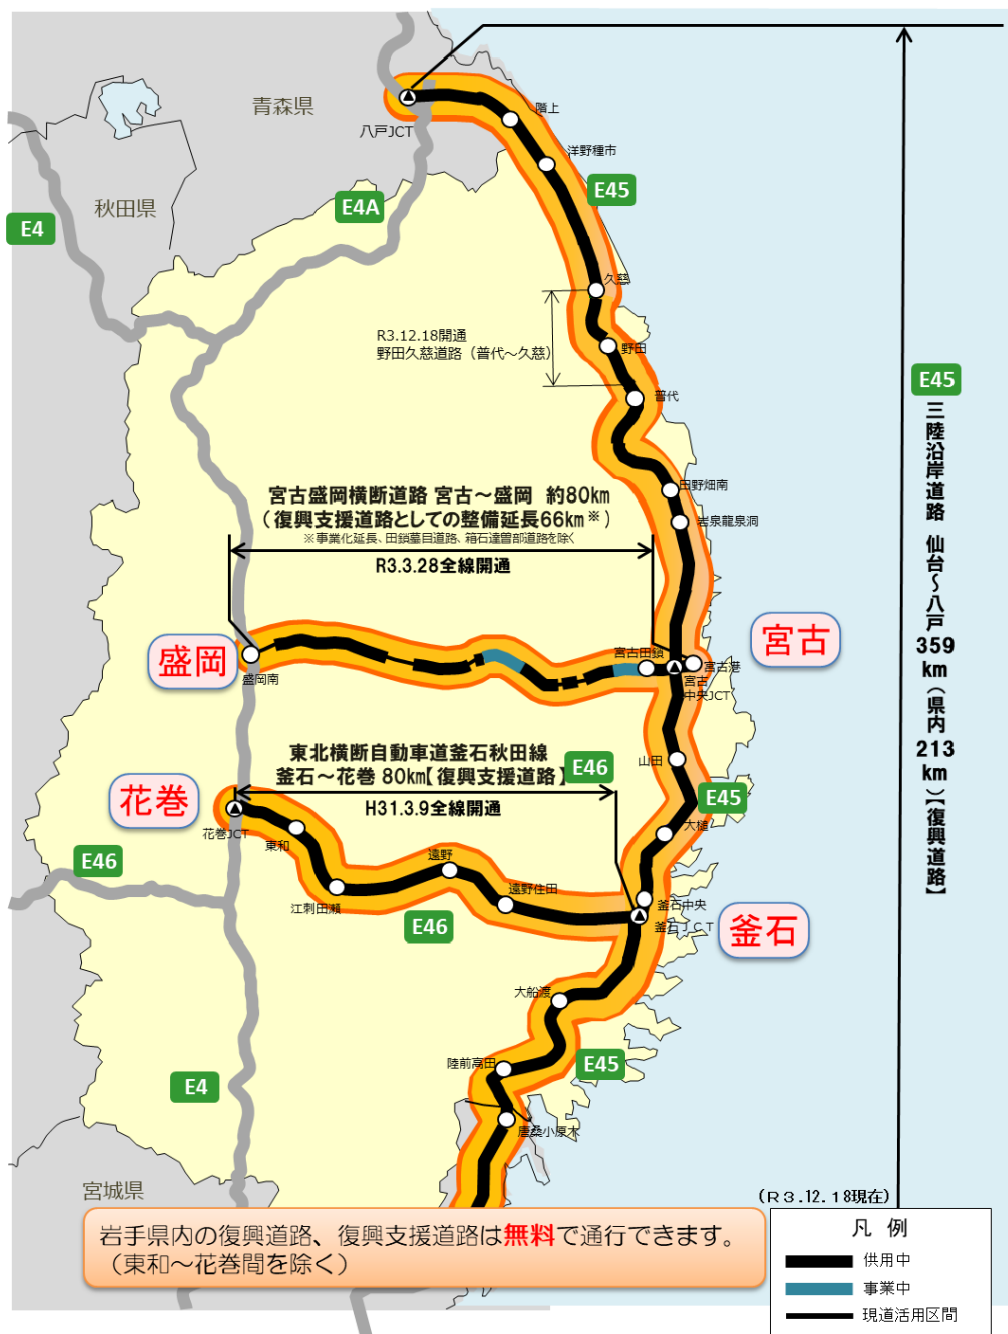 青森県
八戸JCT
階上
洋野種市
E45
E4A
秋田県
E4
久慈
R3.12.18開通
野田久慈道路（普代～久慈）
野田
普代
E45
三陸沿岸道路 仙台～八戸 359km（県内213km）【復興道路】
田野畑南
岩泉龍泉洞
宮古盛岡横断道路 宮古～盛岡 約80km
（復興支援道路としての整備延長66km※）
※事業化延長、田鎖蟇目道路、箱石達曽部道路を除く
R3.3.28全線開通
盛岡
盛岡南
宮古
宮古田鎖
宮古港
宮古
中央JCT
東北横断自動車道釜石秋田線
釜石～花巻 80km【復興支援道路】
E46
H31.3.9全線開通
山田
E45
花巻
花巻JCT
東和
大槌
E46
遠野
江刺田瀬
遠野住田
E46
釜石中央
釜石ＪＣＴ
釜石
大船渡
陸前高田
E45
E4
唐桑小原木
宮城県
（Ｒ3.12.18現在）
岩手県内の復興道路、復興支援道路は無料で通行できます。
（東和～花巻間を除く）
凡 例
供用中
事業中
現道活用区間